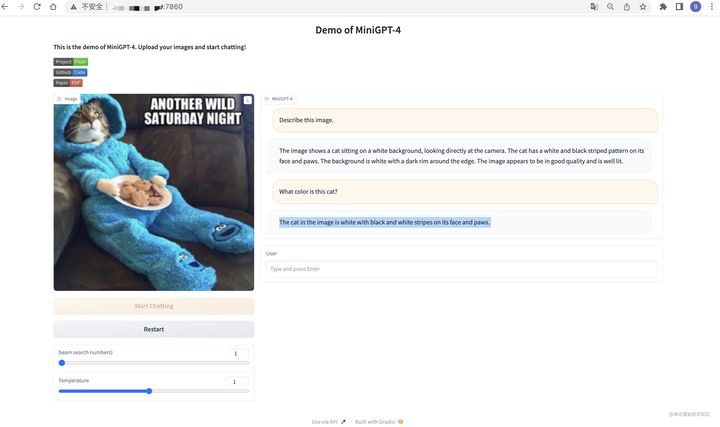 不安全
:7860
Demo of MiniGPT-4
This is the demo of MiniGPT-4. Upload your images and start chatting!
Project Page
Github Code
Paper PDF
Image
ANOTHER WILD
SATURDAY NIGHT
MiniGPT-4
Describe this image.
The image shows a cat sitting on a white background, looking directly at the camera. The cat has a white and black striped pattern on its
face and paws. The background is white with a dark rim around the edge. The image appears to be in good quality and is well lit.
What color is this cat?
The cat in the image is white with black and white stripes on its face and paws.
User
Type and press Enter
Start Chatting
Restart
beam search numbers)
1
Temperature
1
Use via API · Built with Gradio
@稀土掘金技术社区